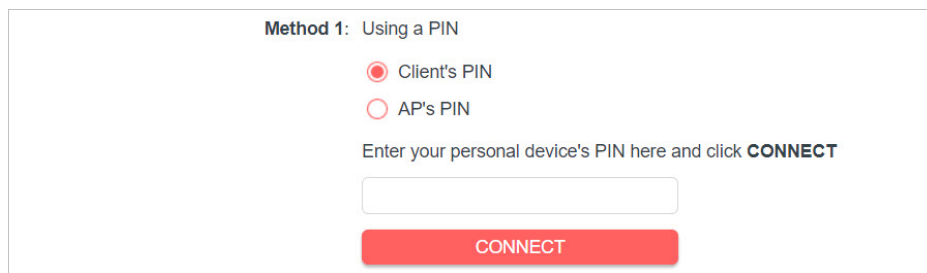 Method 1: Using a PIN
Client's PIN
AP's PIN
Enter your personal device's PIN here and click CONNECT
CONNECT